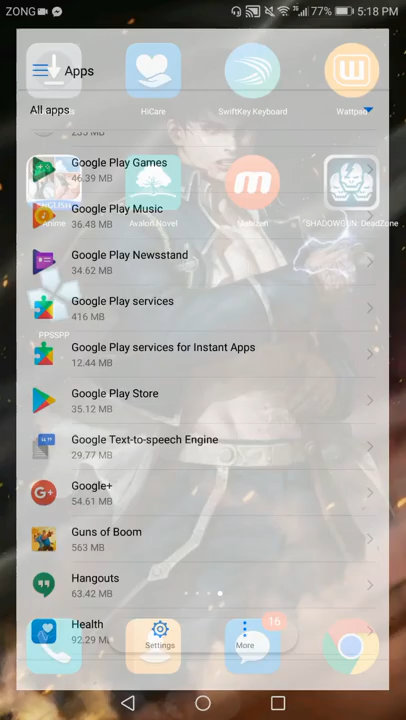 ZONG 77% 5:18 PM
Apps
HiCare SwiftKey Keyboard Wattpad
All apps
235 MB
Google Play Games
46.39 MB
ENGLISH
Google Play Music
36.48 MB
Anime Avalon Novel "SHADOWGUN: DeadZone
Google Play Newsstand
34.62 MB
Google Play services
416 MB
PPSSPP
Google Play services for Instant Apps
12.44 MB
Google Play Store
35.12 MB
Google Text-to-speech Engine
29.77 MB
Google+
54.61 MB
Guns of Boom
563 MB
Hangouts
63.42 MB
Health
92.29 MB
16
Settings More